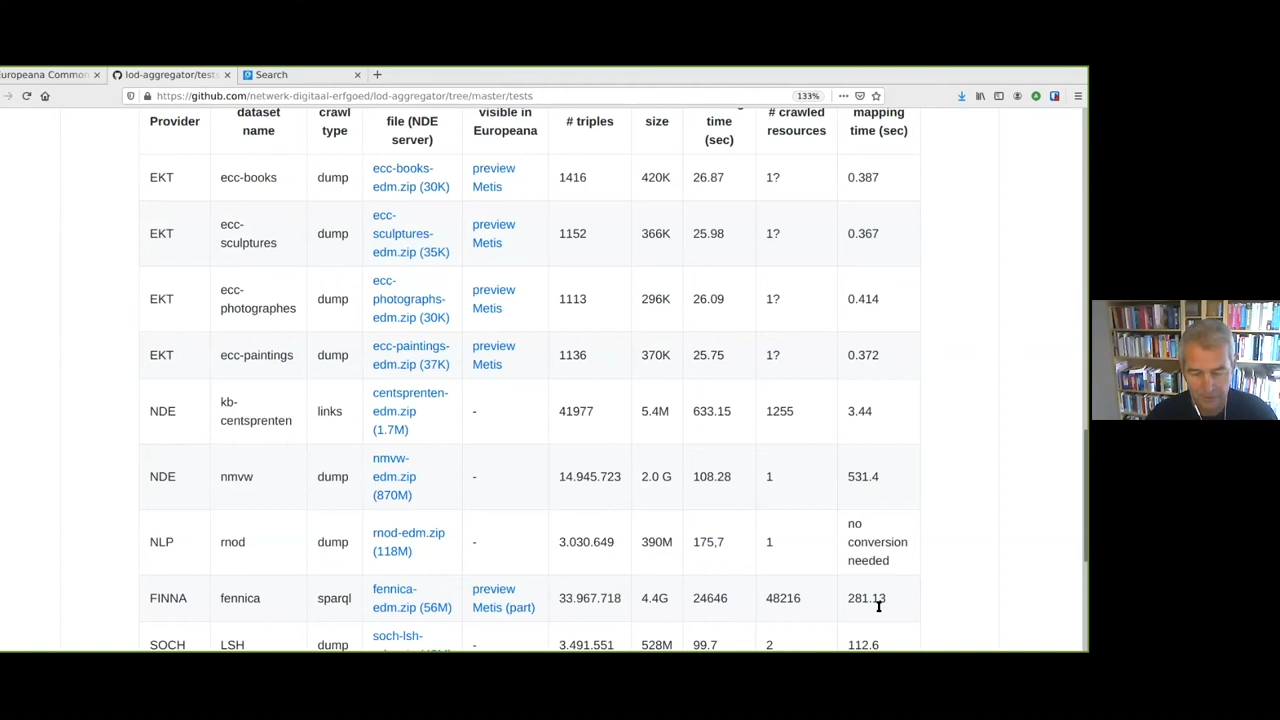 Europeana Common
lod-aggregator/tests
Search
https://github.com/netwerk-digitaal-erfgoed/lod-aggregator/tree/master/tests
133%
Provider dataset name crawl type file (NDE server) visible in Europeana # triples size time (sec) # crawled resources mapping time (sec)
EKT ecc-books dump ecc-books-edm.zip (30K) preview Metis 1416 420K 26.87 1? 0.387
EKT ecc-sculptures dump ecc-sculptures-edm.zip (35K) preview Metis 1152 366K 25.98 1? 0.367
EKT ecc-photographes dump ecc-photographs-edm.zip (30K) preview Metis 1113 296K 26.09 1? 0.414
EKT ecc-paintings dump ecc-paintings-edm.zip (37K) preview Metis 1136 370K 25.75 1? 0.372
NDE kb-centsprenten links centsprenten-edm.zip (1.7M) - 41977 5.4M 633.15 1255 3.44
NDE nmvw dump nmvw-edm.zip (870M) - 14.945.723 2.0 G 108.28 1 531.4
NLP rnod dump rnod-edm.zip (118M) - 3.030.649 390M 175,7 1 no conversion needed
FINNA fennica sparql fennica-edm.zip (56M) preview Metis (part) 33.967.718 4.4G 24646 48216 281.13
SOCH LSH dump soch-lsh- - 3.491.551 528M 99.7 2 112.6